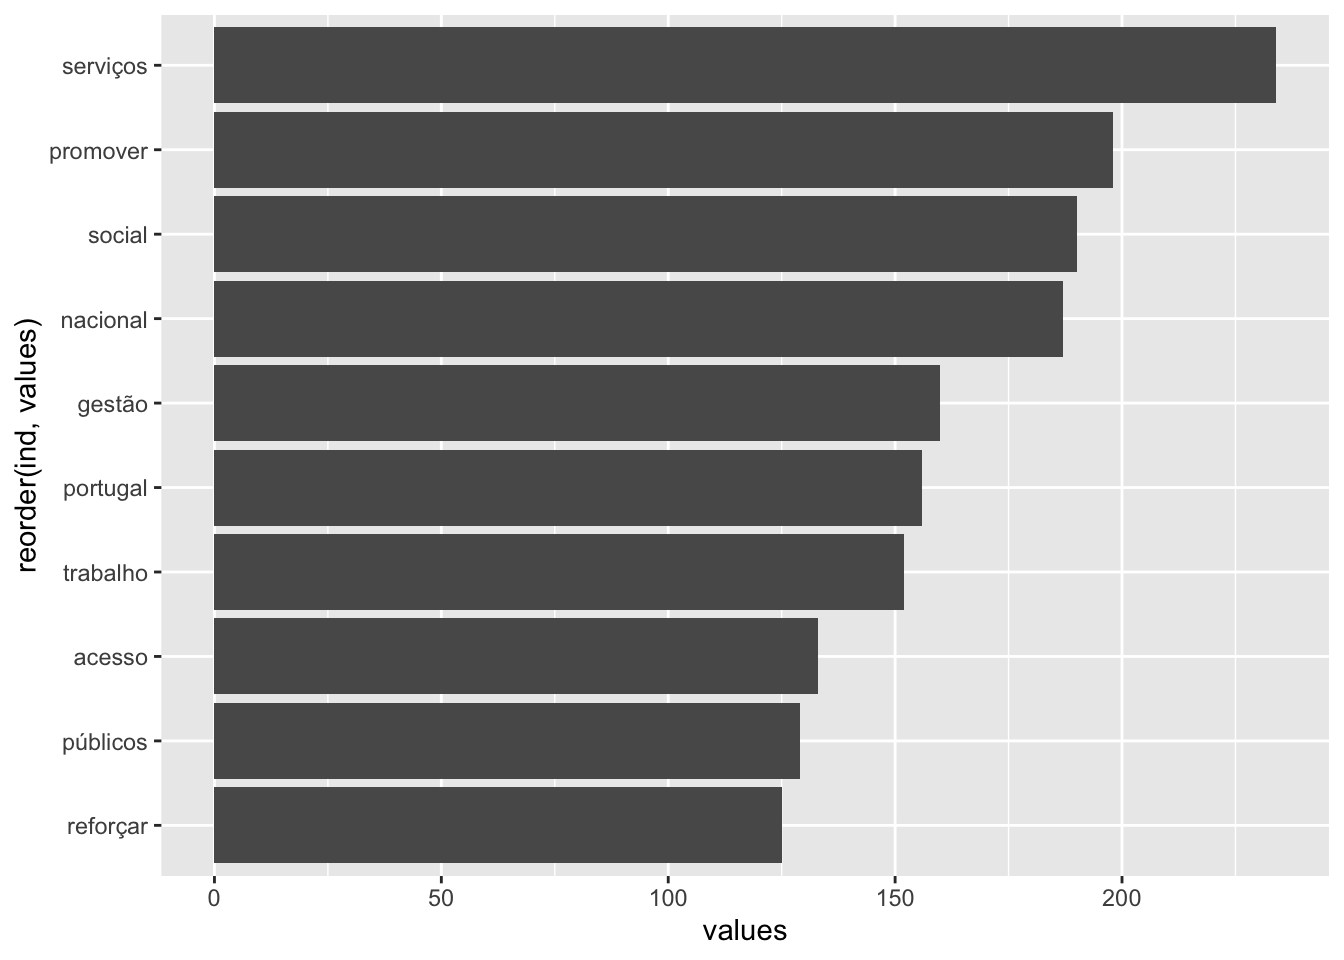 serviços
promover
social
nacional
gestão
portugal
trabalho
acesso
públicos
reforçar
reorder(ind, values)
0 50 100 150 200
values